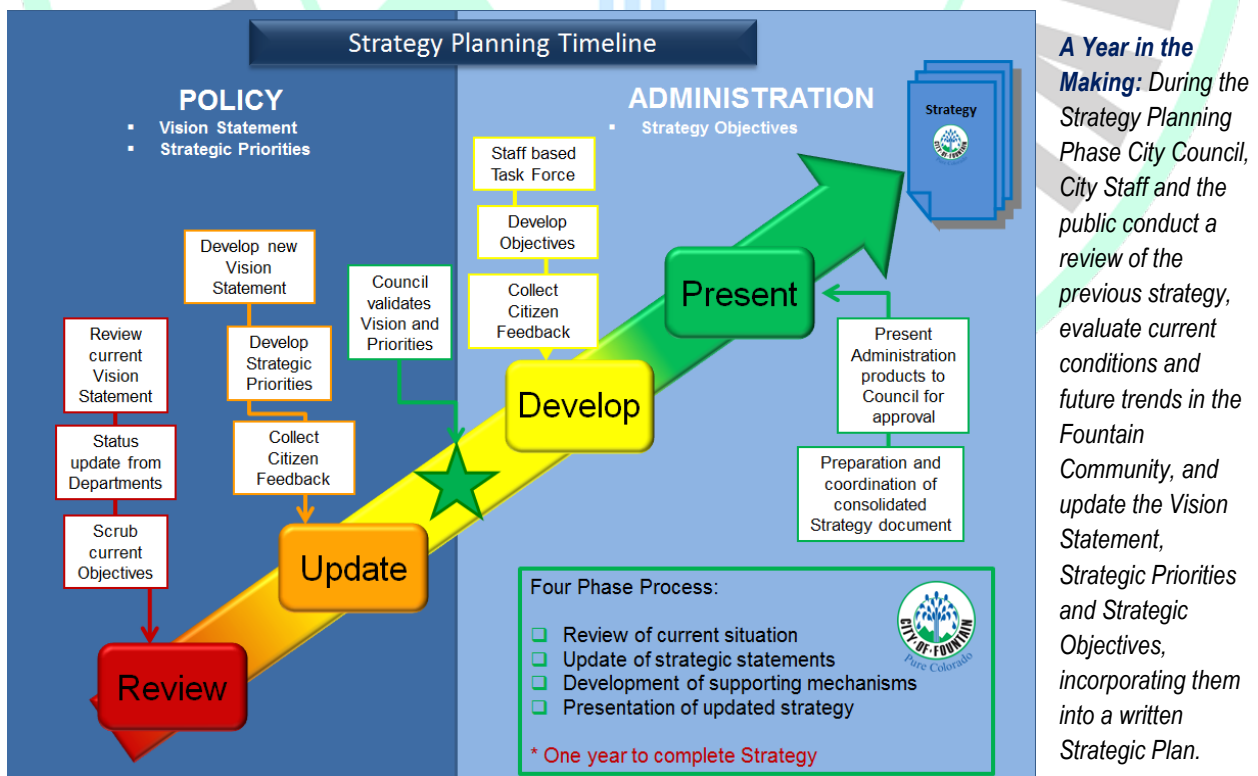 Strategy Planning Timeline
POLICY
▪ Vision Statement
▪ Strategic Priorities
ADMINISTRATION
▪ Strategy Objectives
Strategy
CITY·OF·FOUNTAIN
Review
current
Vision
Statement
Status
update from
Departments
Scrub
current
Objectives
Review
Develop new
Vision
Statement
Develop
Strategic
Priorities
Collect
Citizen
Feedback
Update
Council
validates
Vision and
Priorities
Staff based
Task Force
Develop
Objectives
Collect
Citizen
Feedback
Develop
Present
Present
Administration
products to
Council for
approval
Preparation and
coordination of
consolidated
Strategy document
Four Phase Process:
❑ Review of current situation
❑ Update of strategic statements
❑ Development of supporting mechanisms
❑ Presentation of updated strategy
* One year to complete Strategy
CITY·OF·FOUNTAIN
Pure Colorado
A Year in the
Making: During the
Strategy Planning
Phase City Council,
City Staff and the
public conduct a
review of the
previous strategy,
evaluate current
conditions and
future trends in the
Fountain
Community, and
update the Vision
Statement,
Strategic Priorities
and Strategic
Objectives,
incorporating them
into a written
Strategic Plan.